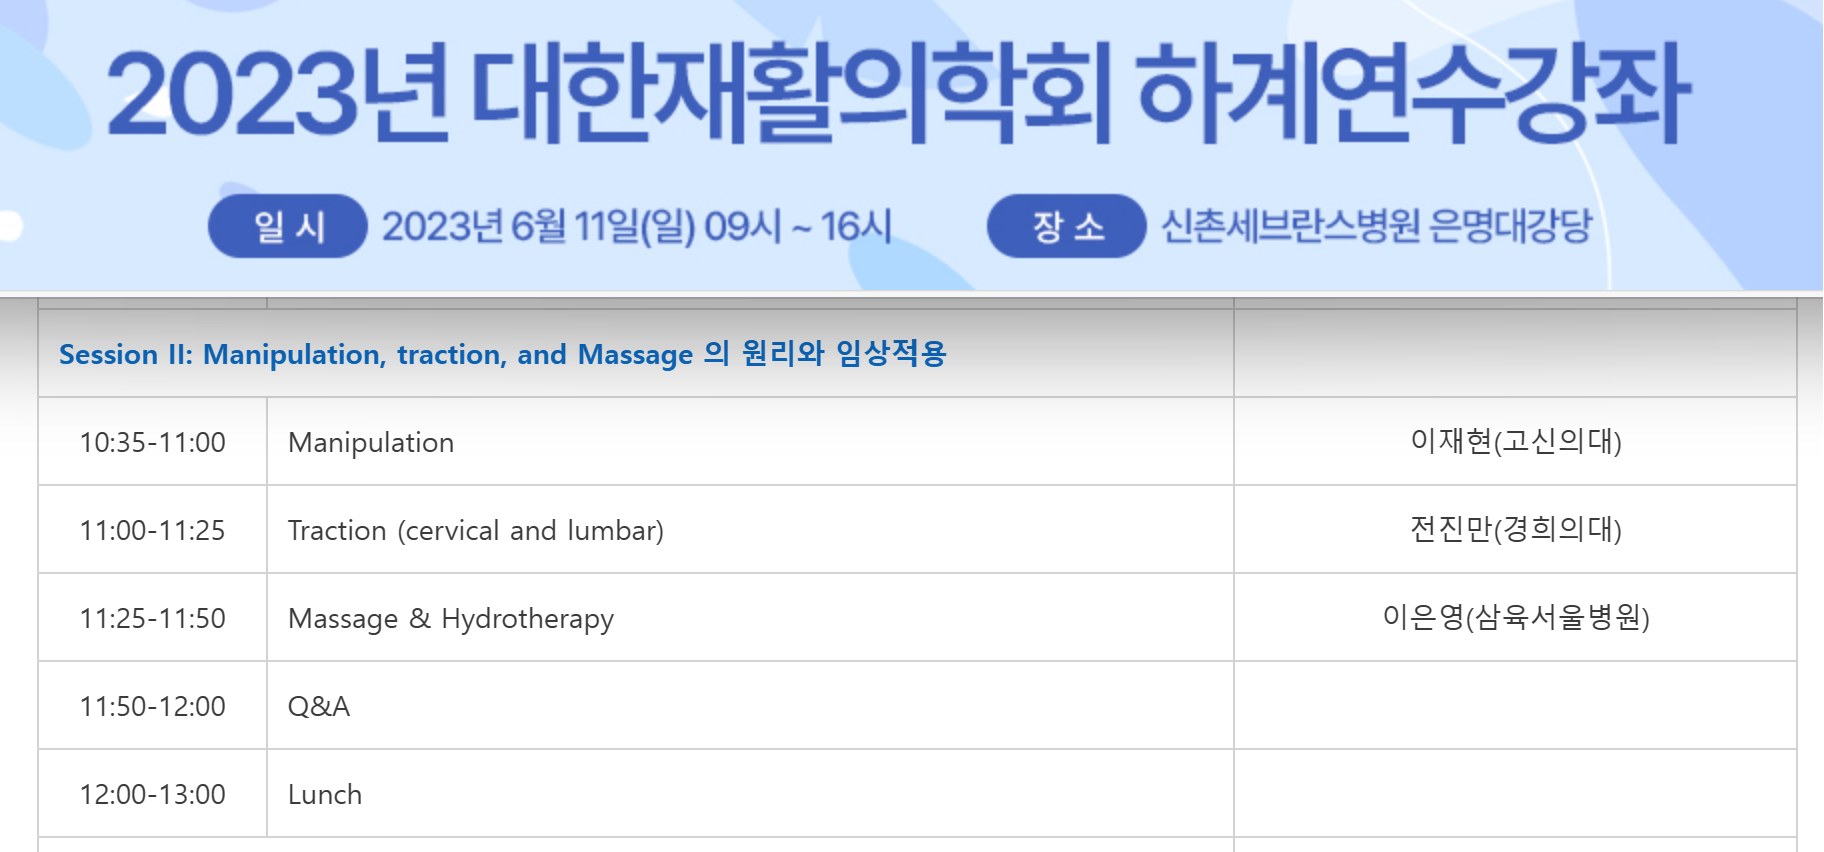 2023년 대한재활의학회 하계연수강좌
일 시 2023년 6월 11일(일) 09시 ~ 16시 장 소 신촌세브란스병원 은명대강당
Session II: Manipulation, traction, and Massage 의 원리와 임상적용
10:35-11:00 Manipulation 이재현(고신의대)
11:00-11:25 Traction (cervical and lumbar) 전진만(경희의대)
11:25-11:50 Massage & Hydrotherapy 이은영(삼육서울병원)
11:50-12:00 Q&A
12:00-13:00 Lunch